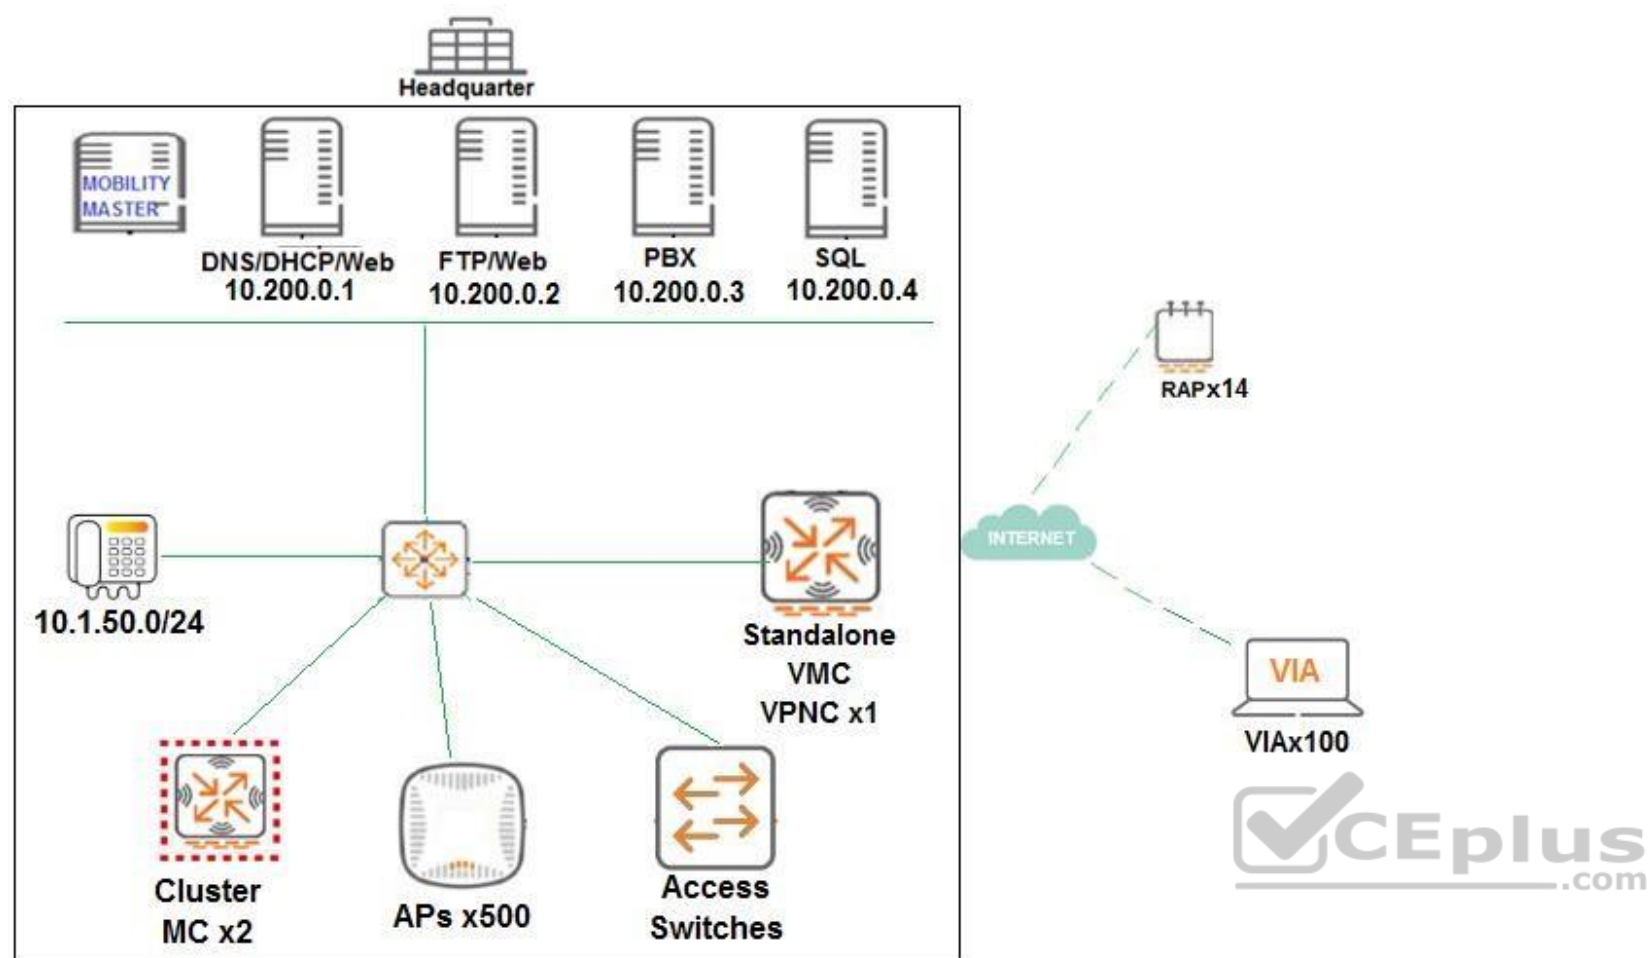 Headquarter
MOBILITY
MASTER
DNS/DHCP/Web
10.200.0.1
FTP/Web
10.200.0.2
PBX
10.200.0.3
SQL
10.200.0.4
RAPx14
INTERNET
10.1.50.0/24
Standalone
VMC
VPNC x1
VIA
VIAx100
Cluster
MC x2
APs x500
Access
Switches
VCEplus
.com